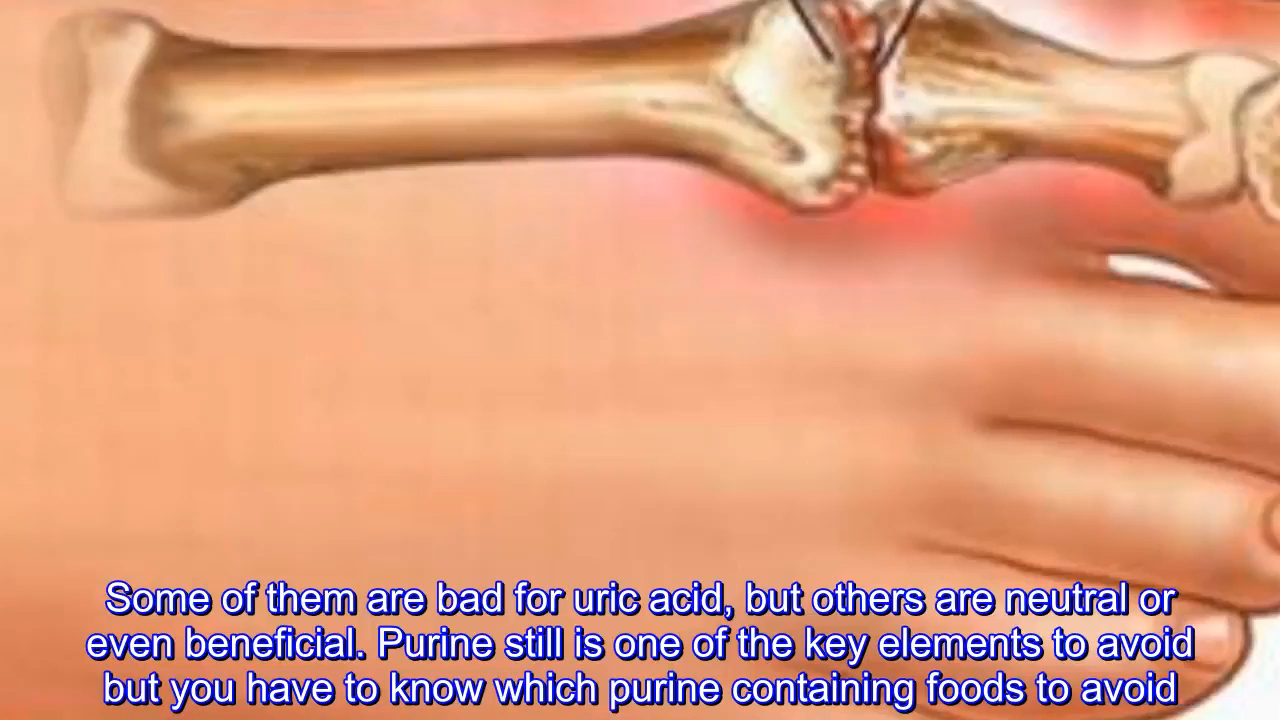 Some of them are bad for uric acid, but others are neutral or
even beneficial. Purine still is one of the key elements to avoid
but you have to know which purine containing foods to avoid